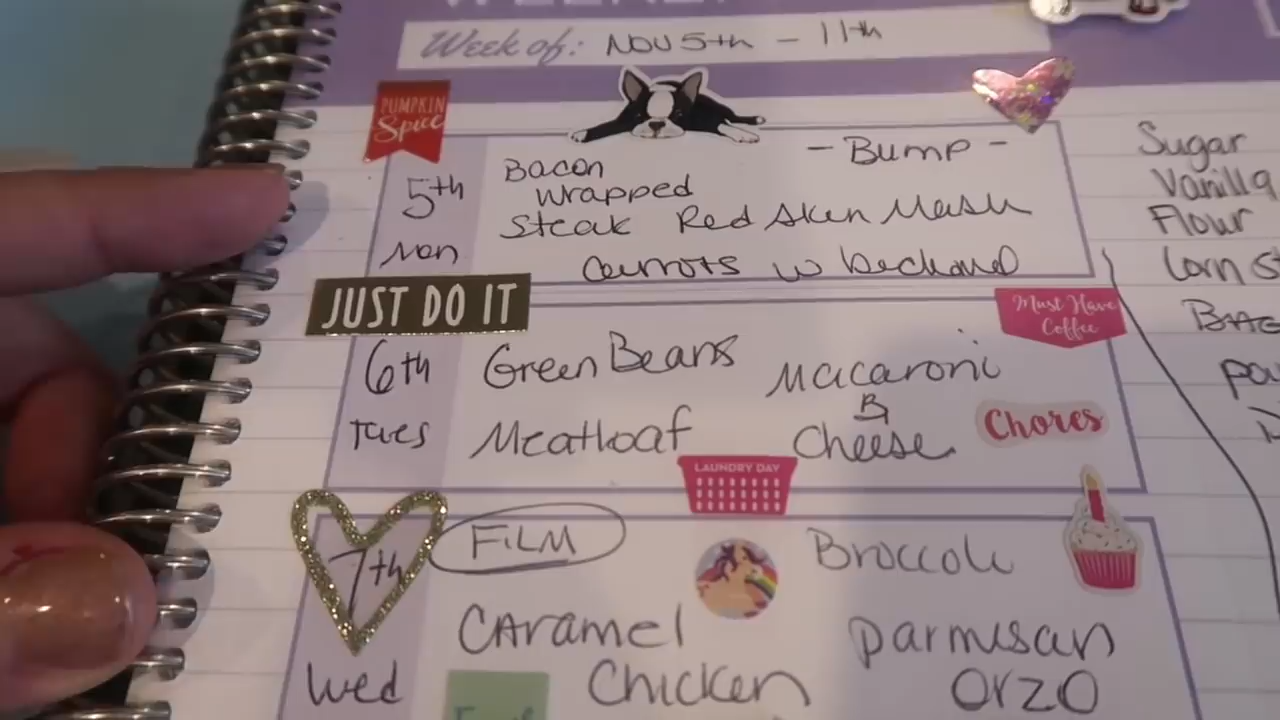 Week of: NOV 5th - 11th
PUMPKIN
Spice
5th
Mon
Bacon
wrapped
Steak Red Skin Mash
- Bump -
Carrots w
Sugar
Vanilla
Flour
Corn St
JUST DO IT
Must Have
Coffee
6th
Tues
Green Beans
Meatloaf
Macaroni
&
Cheese
Chores
LAUNDRY DAY
7th
Wed
FiLM
Broccoli
Caramel
Chicken
parmesan
orzo